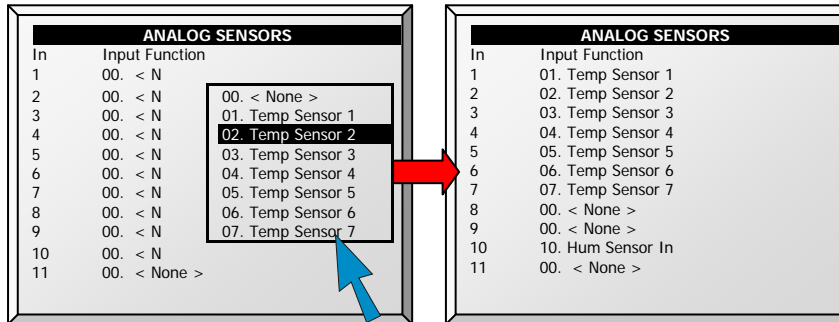 ANALOG SENSORS
In Input Function
1 00. < N
2 00. < N
3 00. < N
4 00. < N
5 00. < N
6 00. < N
7 00. < N
8 00. < N
9 00. < N
10 00. < N
11 00. < None >
00. < None >
01. Temp Sensor 1
02. Temp Sensor 2
03. Temp Sensor 3
04. Temp Sensor 4
05. Temp Sensor 5
06. Temp Sensor 6
07. Temp Sensor 7
ANALOG SENSORS
In Input Function
1 01. Temp Sensor 1
2 02. Temp Sensor 2
3 03. Temp Sensor 3
4 04. Temp Sensor 4
5 05. Temp Sensor 5
6 06. Temp Sensor 6
7 07. Temp Sensor 7
8 00. < None >
9 00. < None >
10 10. Hum Sensor In
11 00. < None >